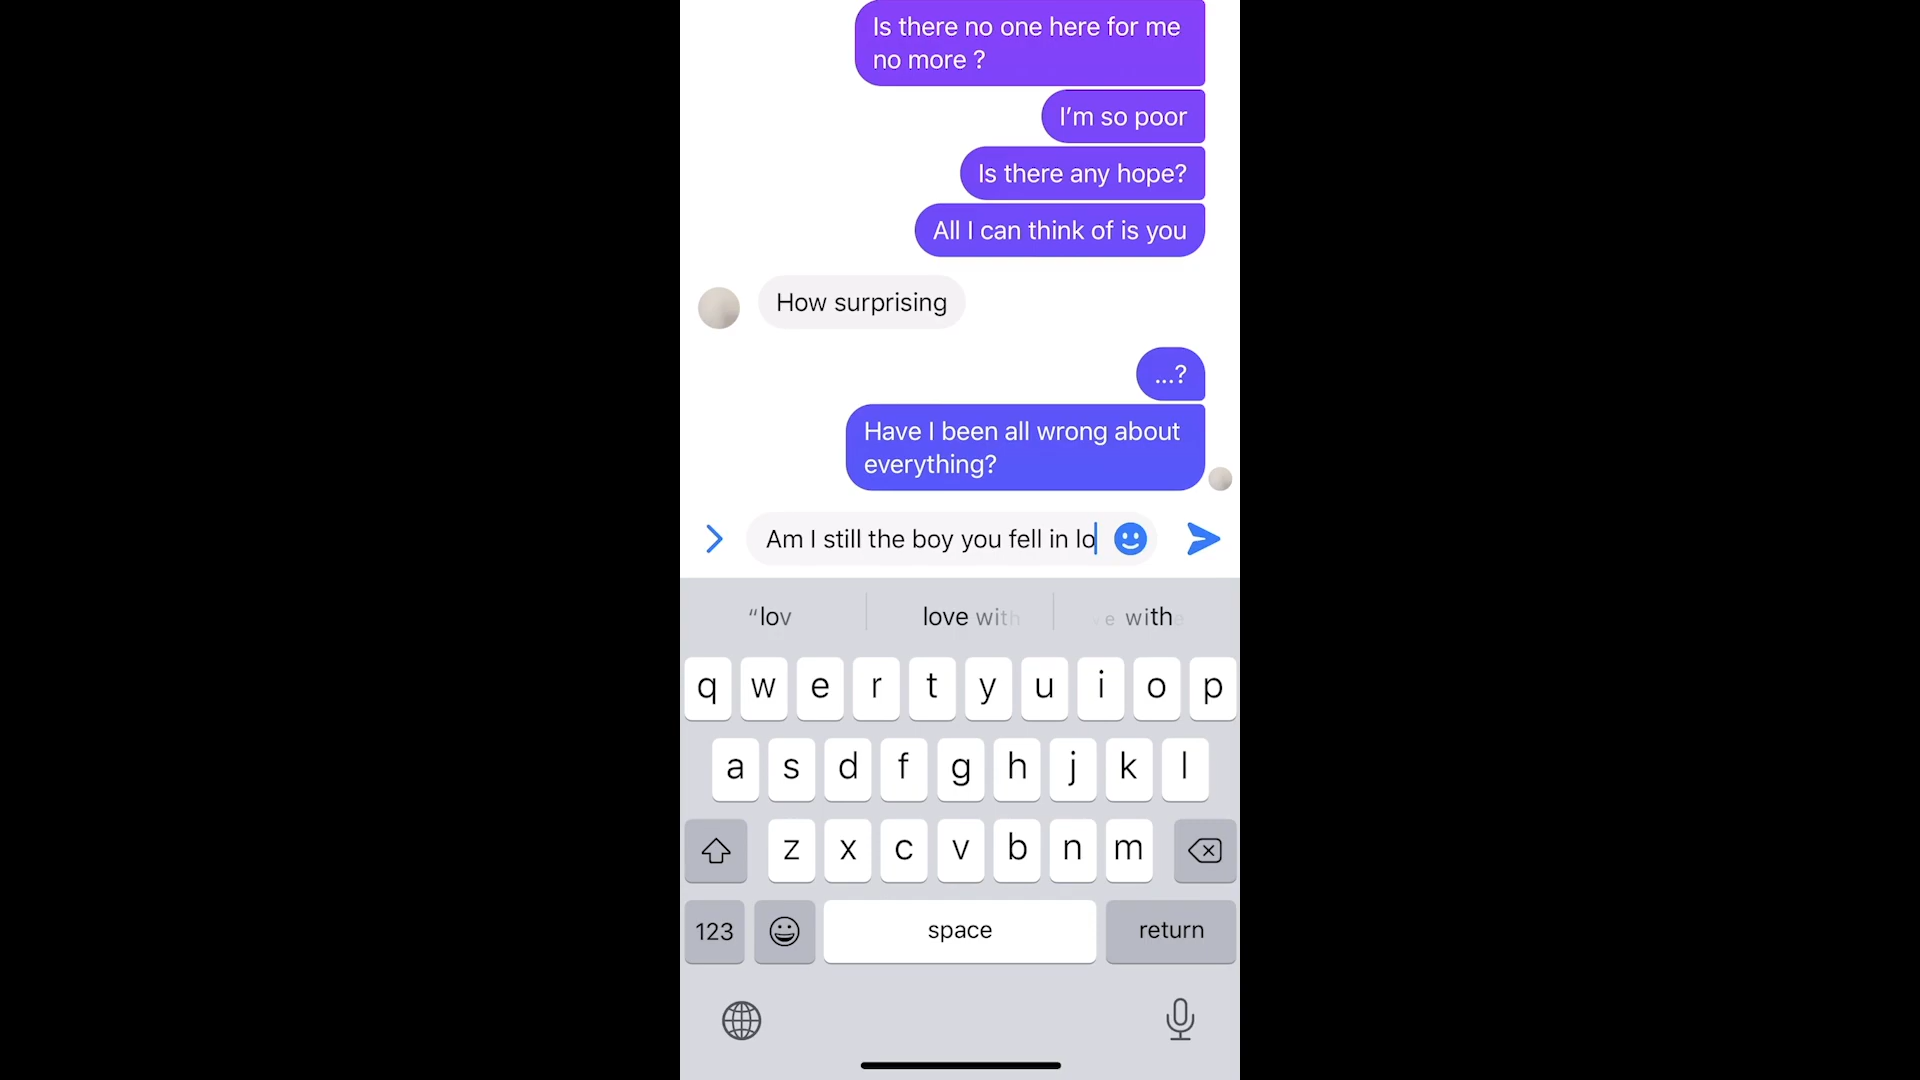 Is there no one here for me
no more ?
I'm so poor
Is there any hope?
All I can think of is you
How surprising
...?
Have I been all wrong about
everything?
Am I still the boy you fell in lo
“lov love with e withe
q w e r t y u i o p
a s d f g h j k l
z x c v b n m
123 space return